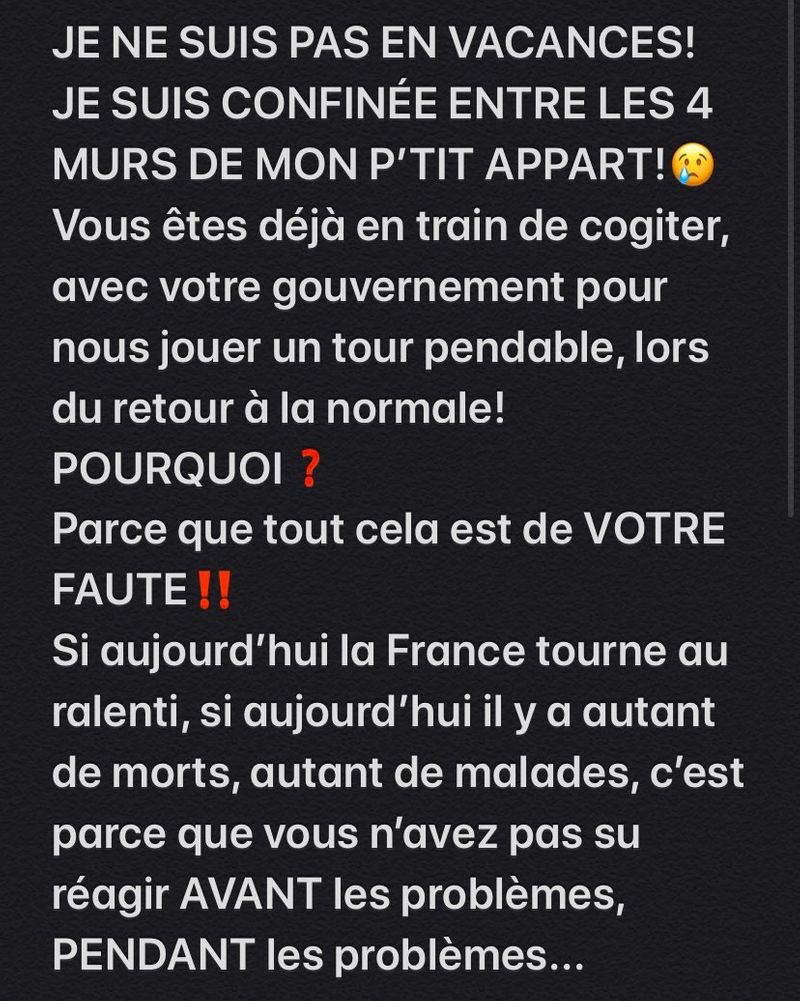 JE NE SUIS PAS EN VACANCES!
JE SUIS CONFINÉE ENTRE LES 4
MURS DE MON P’TIT APPART!😢
Vous êtes déjà en train de cogiter,
avec votre gouvernement pour
nous jouer un tour pendable, lors
du retour à la normale!
POURQUOI ❓
Parce que tout cela est de VOTRE
FAUTE‼️
Si aujourd’hui la France tourne au
ralenti, si aujourd’hui il y a autant
de morts, autant de malades, c’est
parce que vous n’avez pas su
réagir AVANT les problèmes,
PENDANT les problèmes...